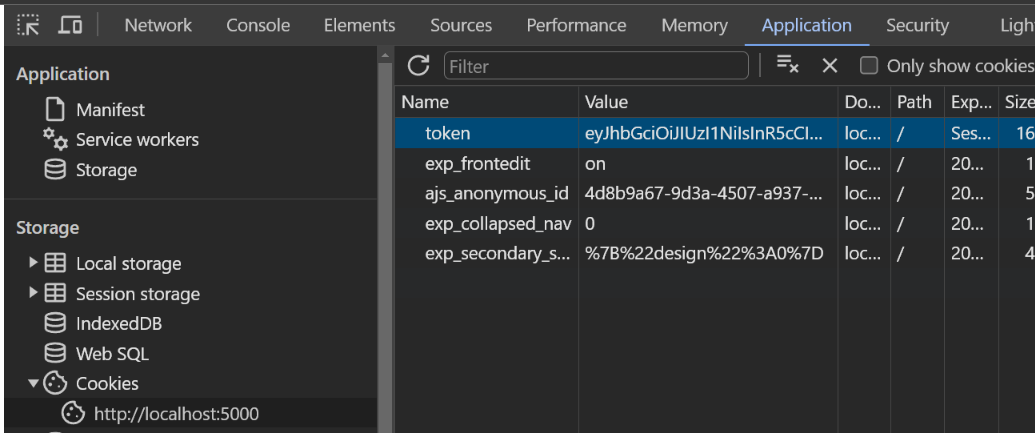 Network Console Elements Sources Performance Memory Application Security Ligh
Application
Manifest
Service workers
Storage
Storage
Local storage
Session storage
IndexedDB
Web SQL
Cookies
http://localhost:5000
Filter
Only show cookies
Name Value Do... Path Exp... Size
token eyJhbGciOiJIUzI1NiIsInR5cCI... loc... / Ses... 16
exp_frontedit on loc... / 20... 1
ajs_anonymous_id 4d8b9a67-9d3a-4507-a937-... loc... / 20... 5
exp_collapsed_nav 0 loc... / 20... 1
exp_secondary_s... %7B%22design%22%3A0%7D loc... / 20... 4